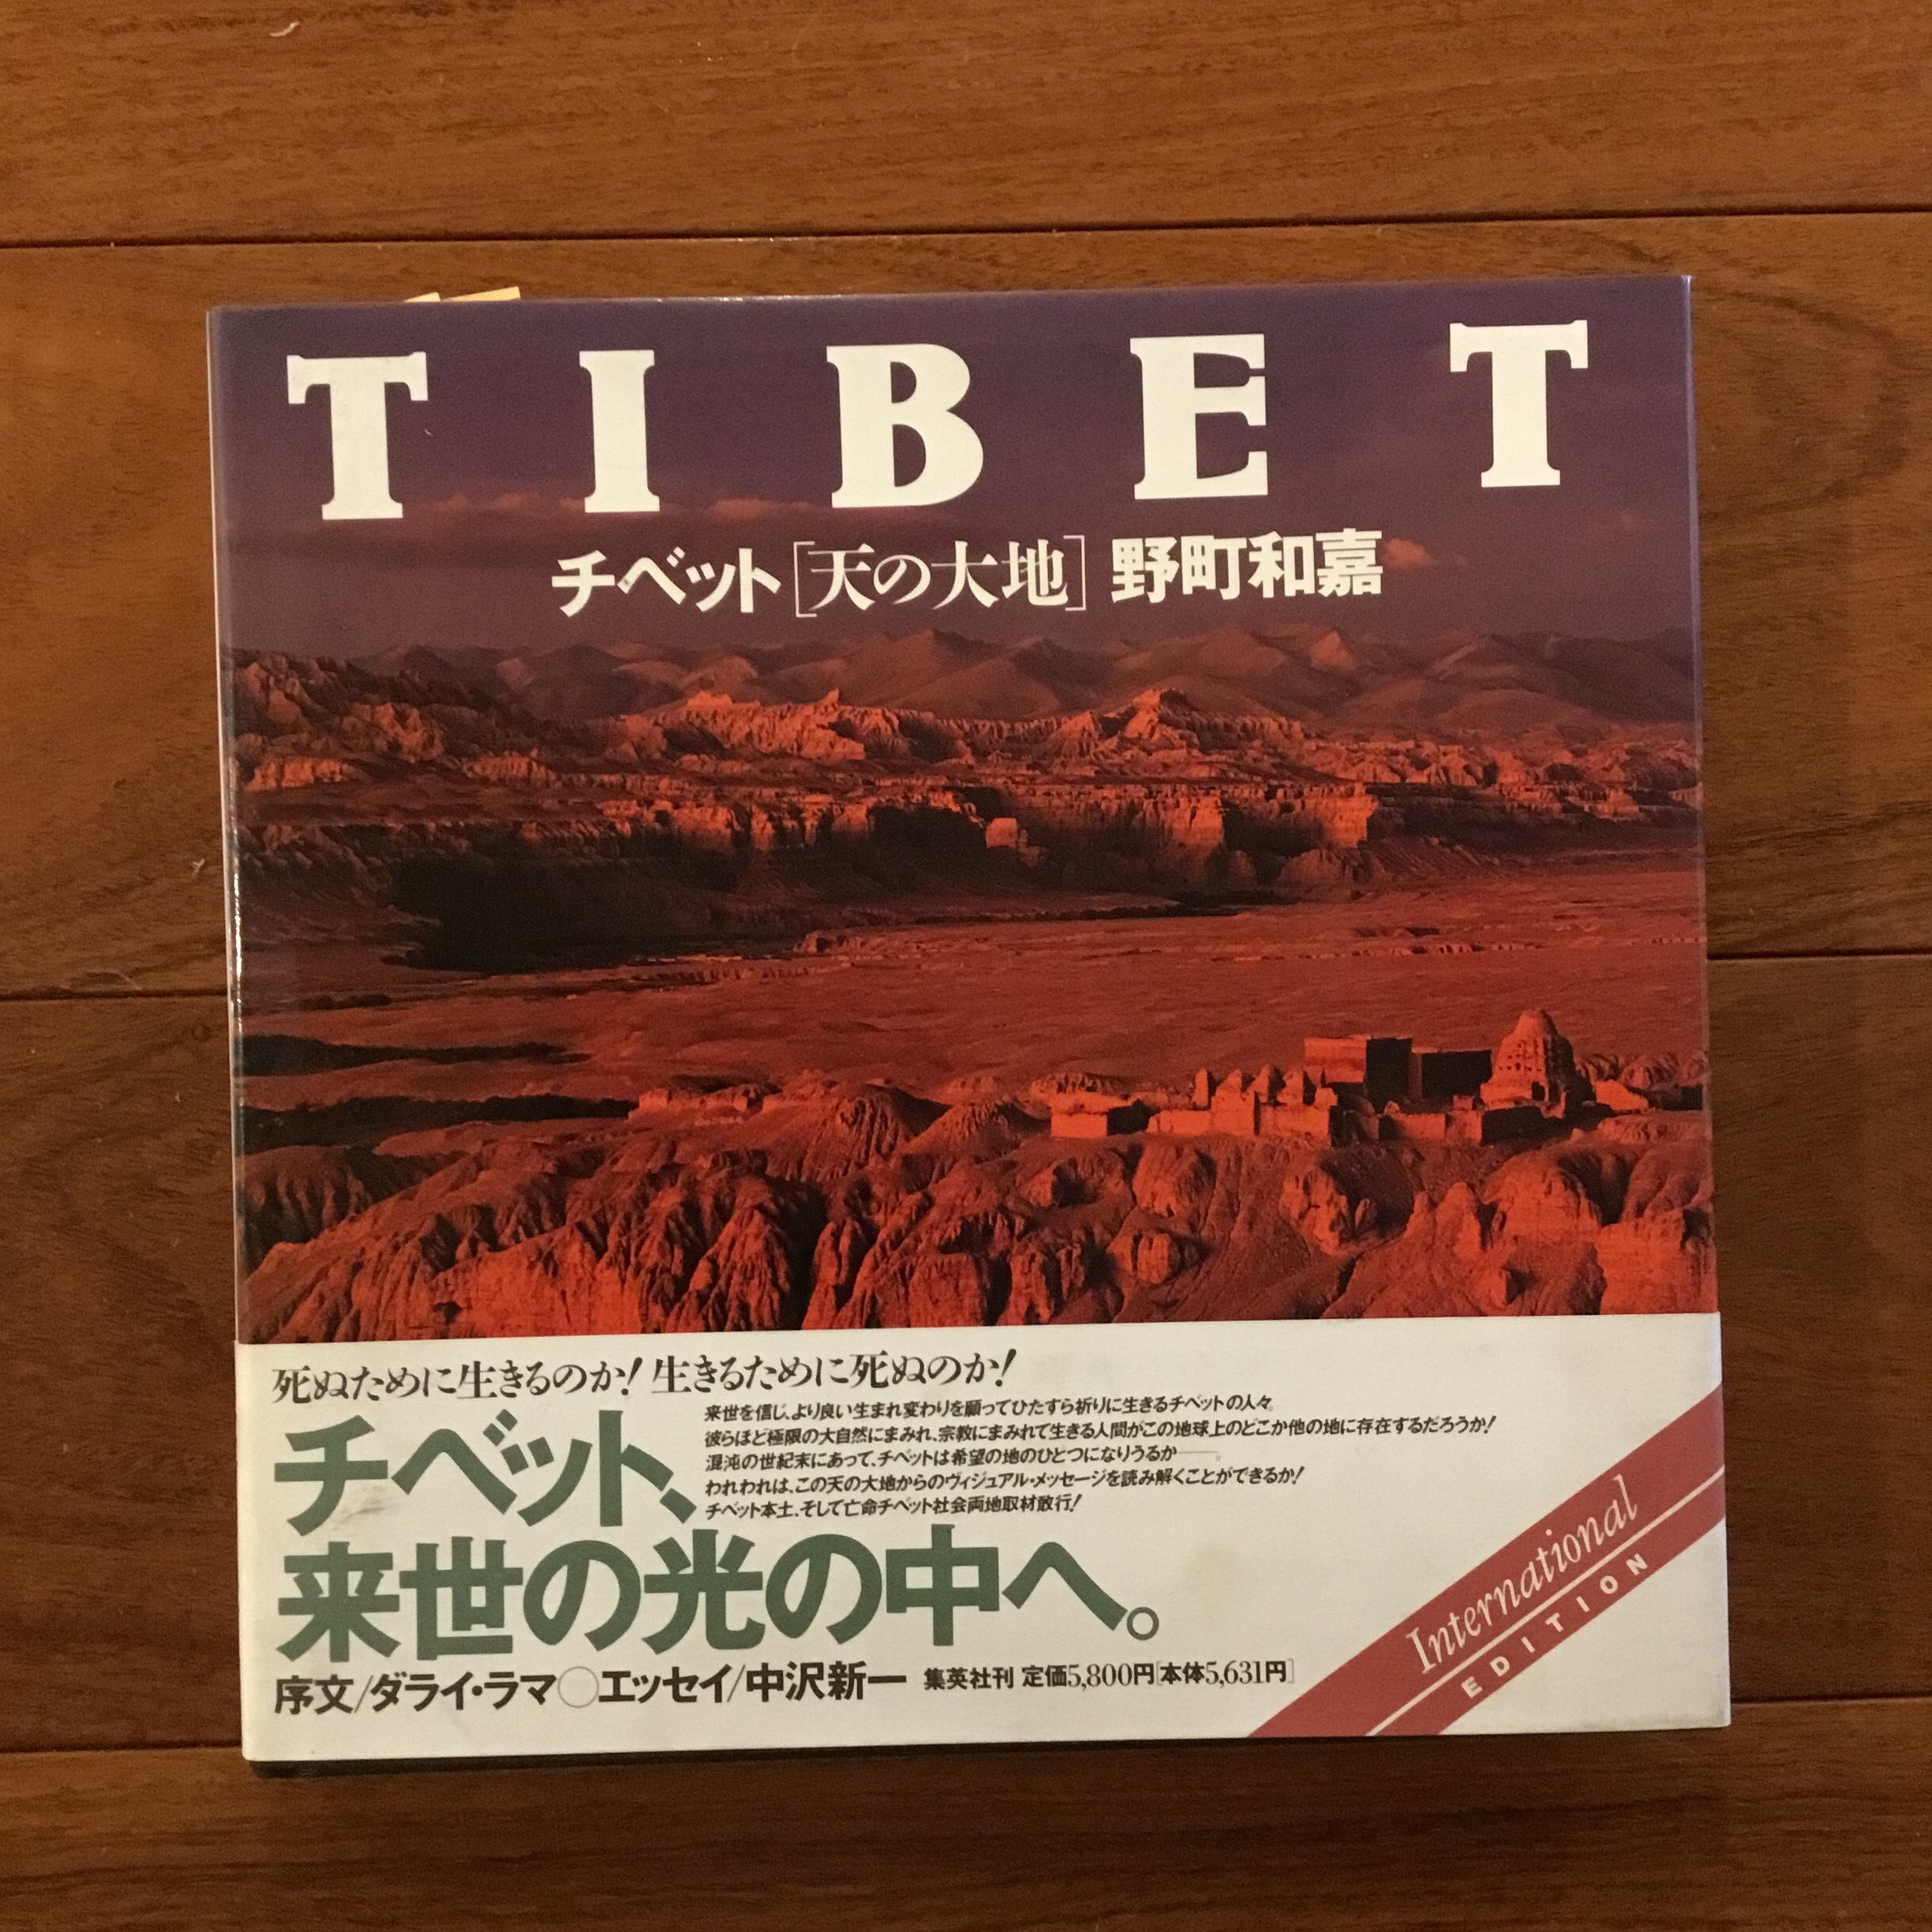 TIBET
チベット[天の大地] 野町和嘉
死ぬために生きるのか!生きるために死ぬのか!
チベット、
来世を信じ、より良い生まれ変わりを願ってひたすら祈りに生きるチベットの人々。
彼らほど極限の大自然にまみれ、宗教にまみれて生きる人間がこの地球上のどこか他の地に存在するだろうか!
混沌の世紀末にあって、チベットは希望の地のひとつになりうるか——。
われわれは、この天の大地からのヴィジュアル・メッセージを読み解くことができるか!
チベット本土、そして亡命チベット社会両地取材敢行!
来世の光の中へ。
序文/ダライ・ラマ○エッセイ/中沢新一 集英社刊 定価5,800円[本体5,631円]
International
EDITION